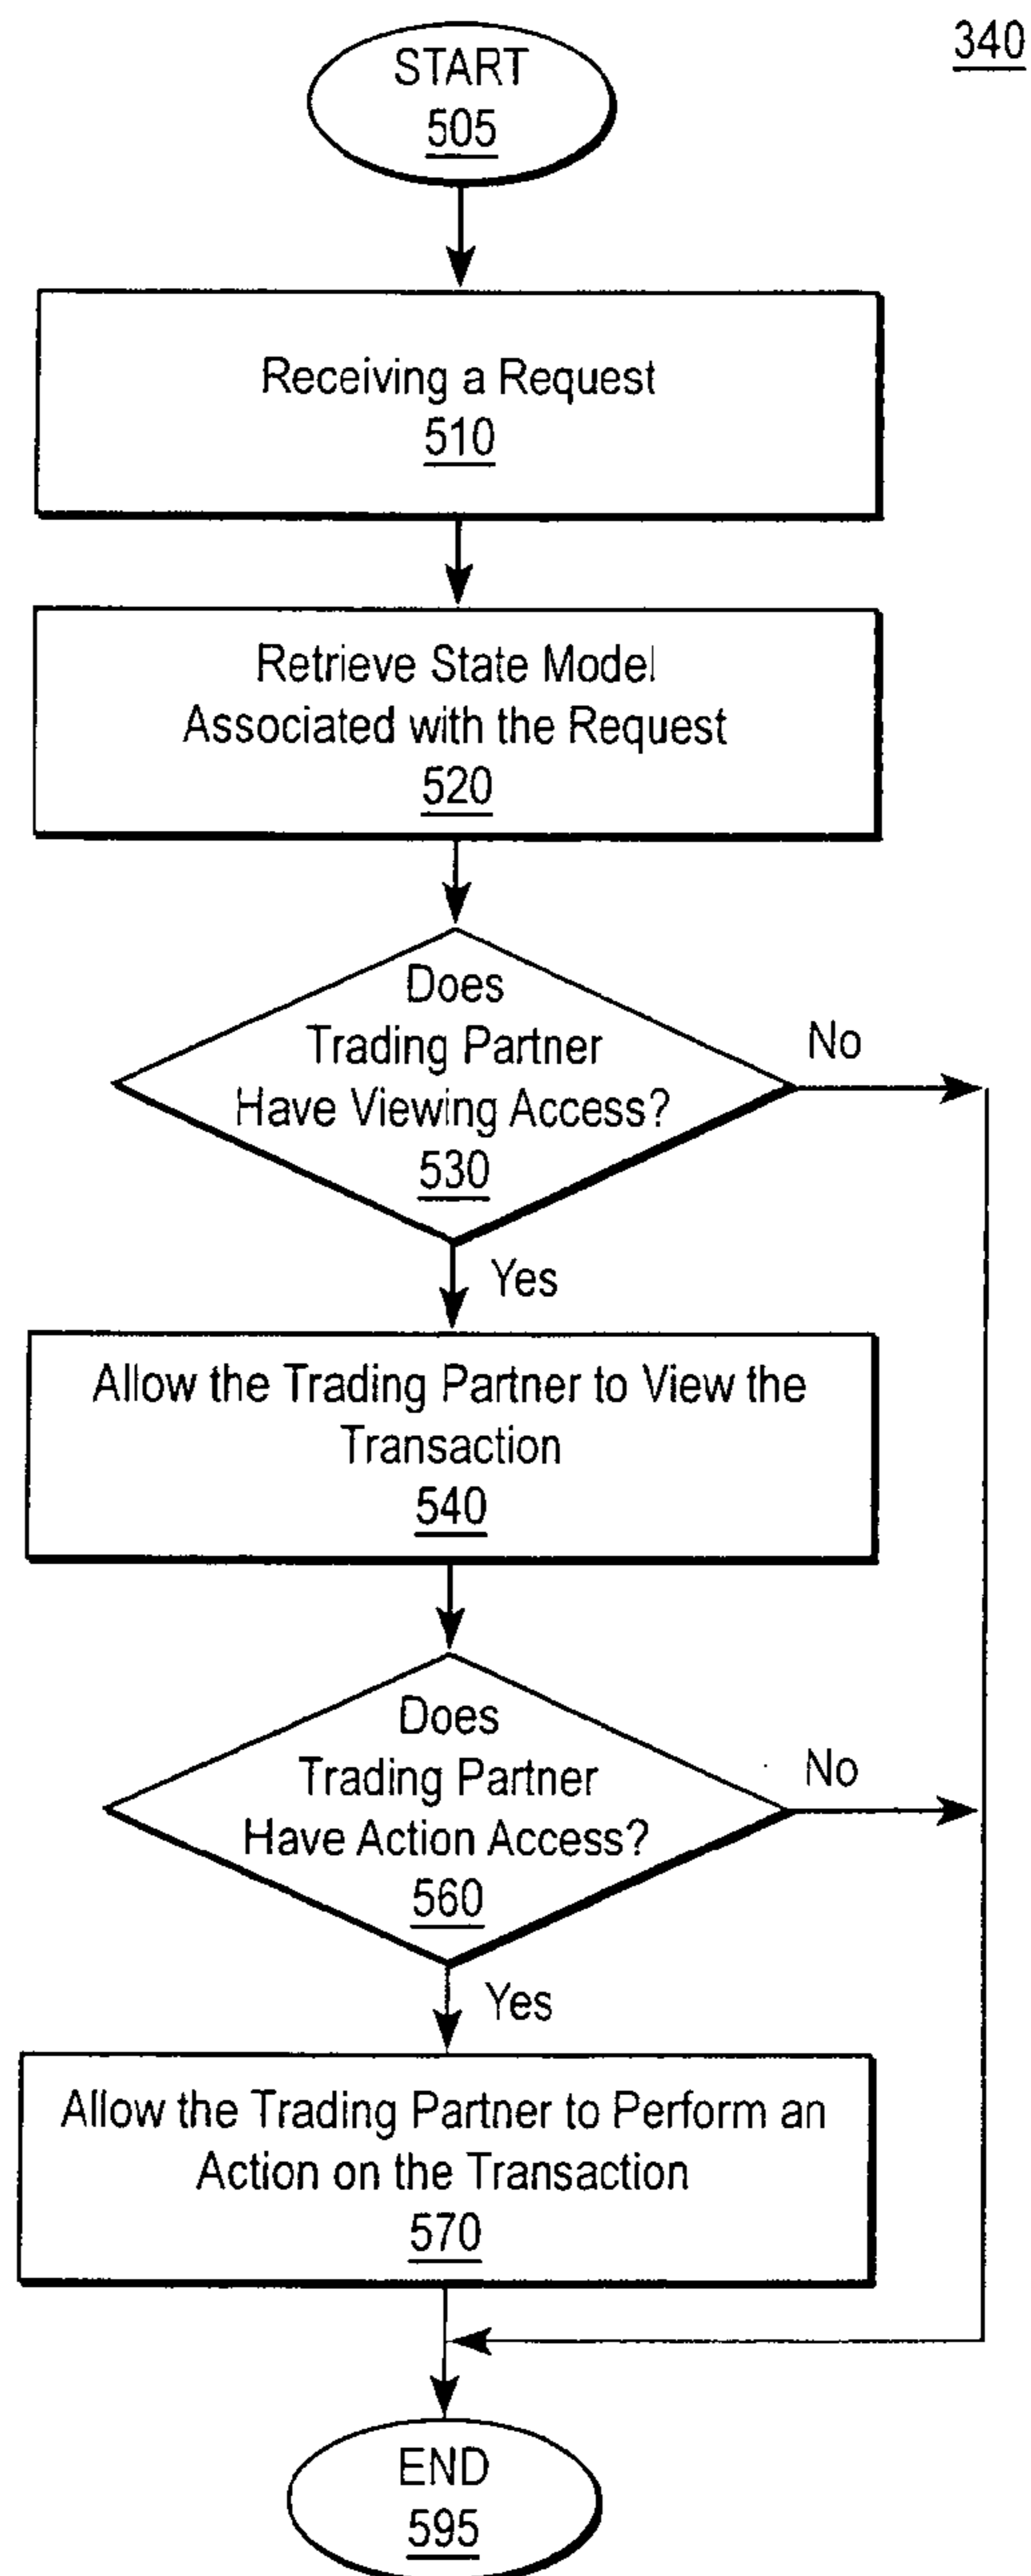 340
START
505
Receiving a Request
510
Retrieve State Model
Associated with the Request
520
Does
Trading Partner
Have Viewing Access?
530
No
Yes
Allow the Trading Partner to View the
Transaction
540
Does
Trading Partner
Have Action Access?
560
No
Yes
Allow the Trading Partner to Perform an
Action on the Transaction
570
END
595